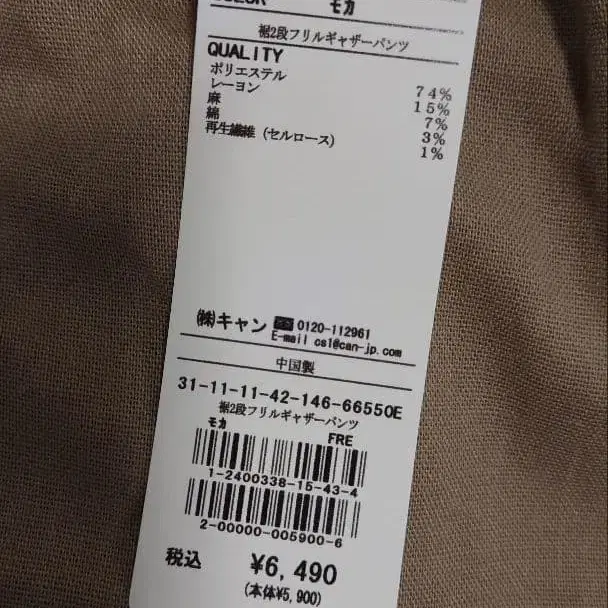 モカ
裾2段フリルギャザーパンツ
QUALITY
ポリエステル 74%
レーヨン 15%
麻 7%
綿 3%
再生繊維 (セルロース) 1%
㈱キャン 0120-112961
E-mail cs1@can-jp.com
中国製
31-11-11-42-146-66550E
裾2段フリルギャザーパンツ
モカ FRE
1-2400338-15-43-4
2-00000-005900-6
税込 ¥6,490
(本体¥5,900)